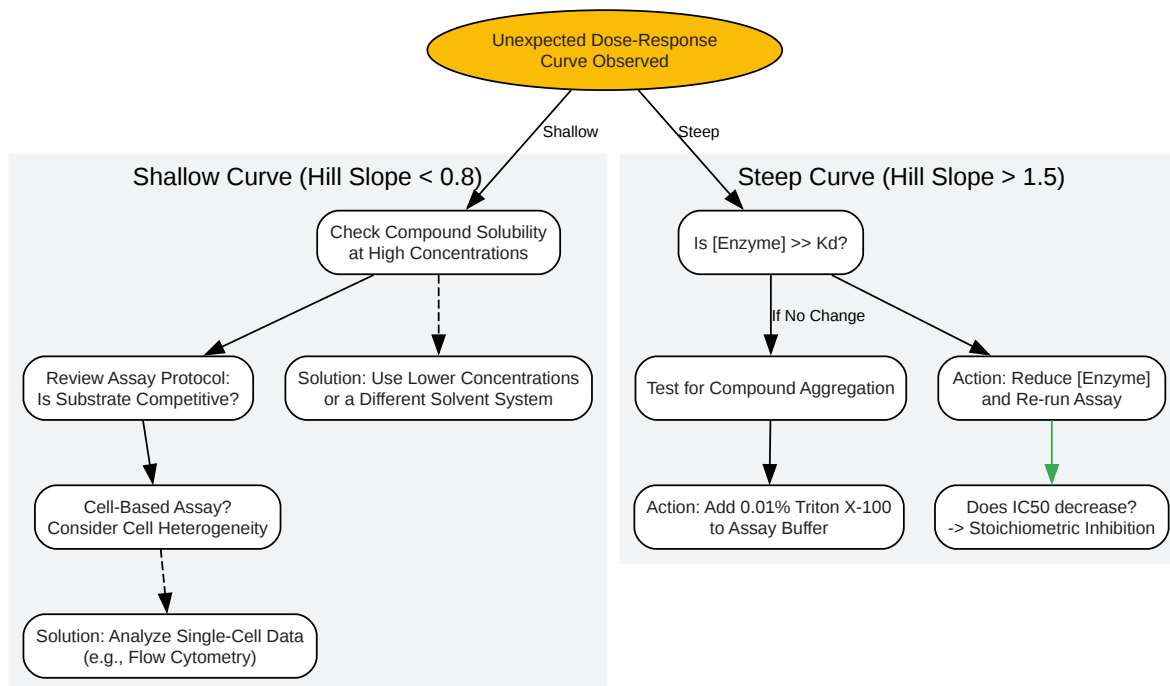 Unexpected Dose-Response
Curve Observed
Shallow
Steep
Shallow Curve (Hill Slope < 0.8)
Check Compound Solubility
at High Concentrations
Review Assay Protocol:
Is Substrate Competitive?
Solution: Use Lower Concentrations
or a Different Solvent System
Cell-Based Assay?
Consider Cell Heterogeneity
Solution: Analyze Single-Cell Data
(e.g., Flow Cytometry)
Steep Curve (Hill Slope > 1.5)
Is [Enzyme] >> Kd?
If No Change
Test for Compound Aggregation
Action: Reduce [Enzyme]
and Re-run Assay
Action: Add 0.01% Triton X-100
to Assay Buffer
Does IC50 decrease?
-> Stoichiometric Inhibition